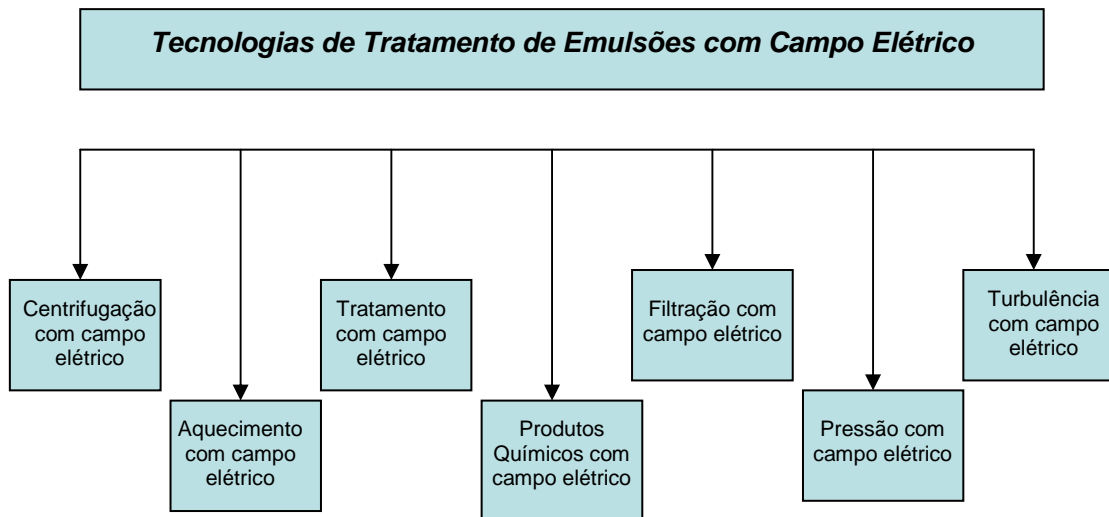 Tecnologias de Tratamento de Emulsões com Campo Elétrico
Centrifugação
com campo
elétrico
Tratamento
com campo
elétrico
Filtração com
campo elétrico
Turbulência
com campo
elétrico
Aquecimento
com campo
elétrico
Produtos
Químicos com
campo elétrico
Pressão com
campo elétrico